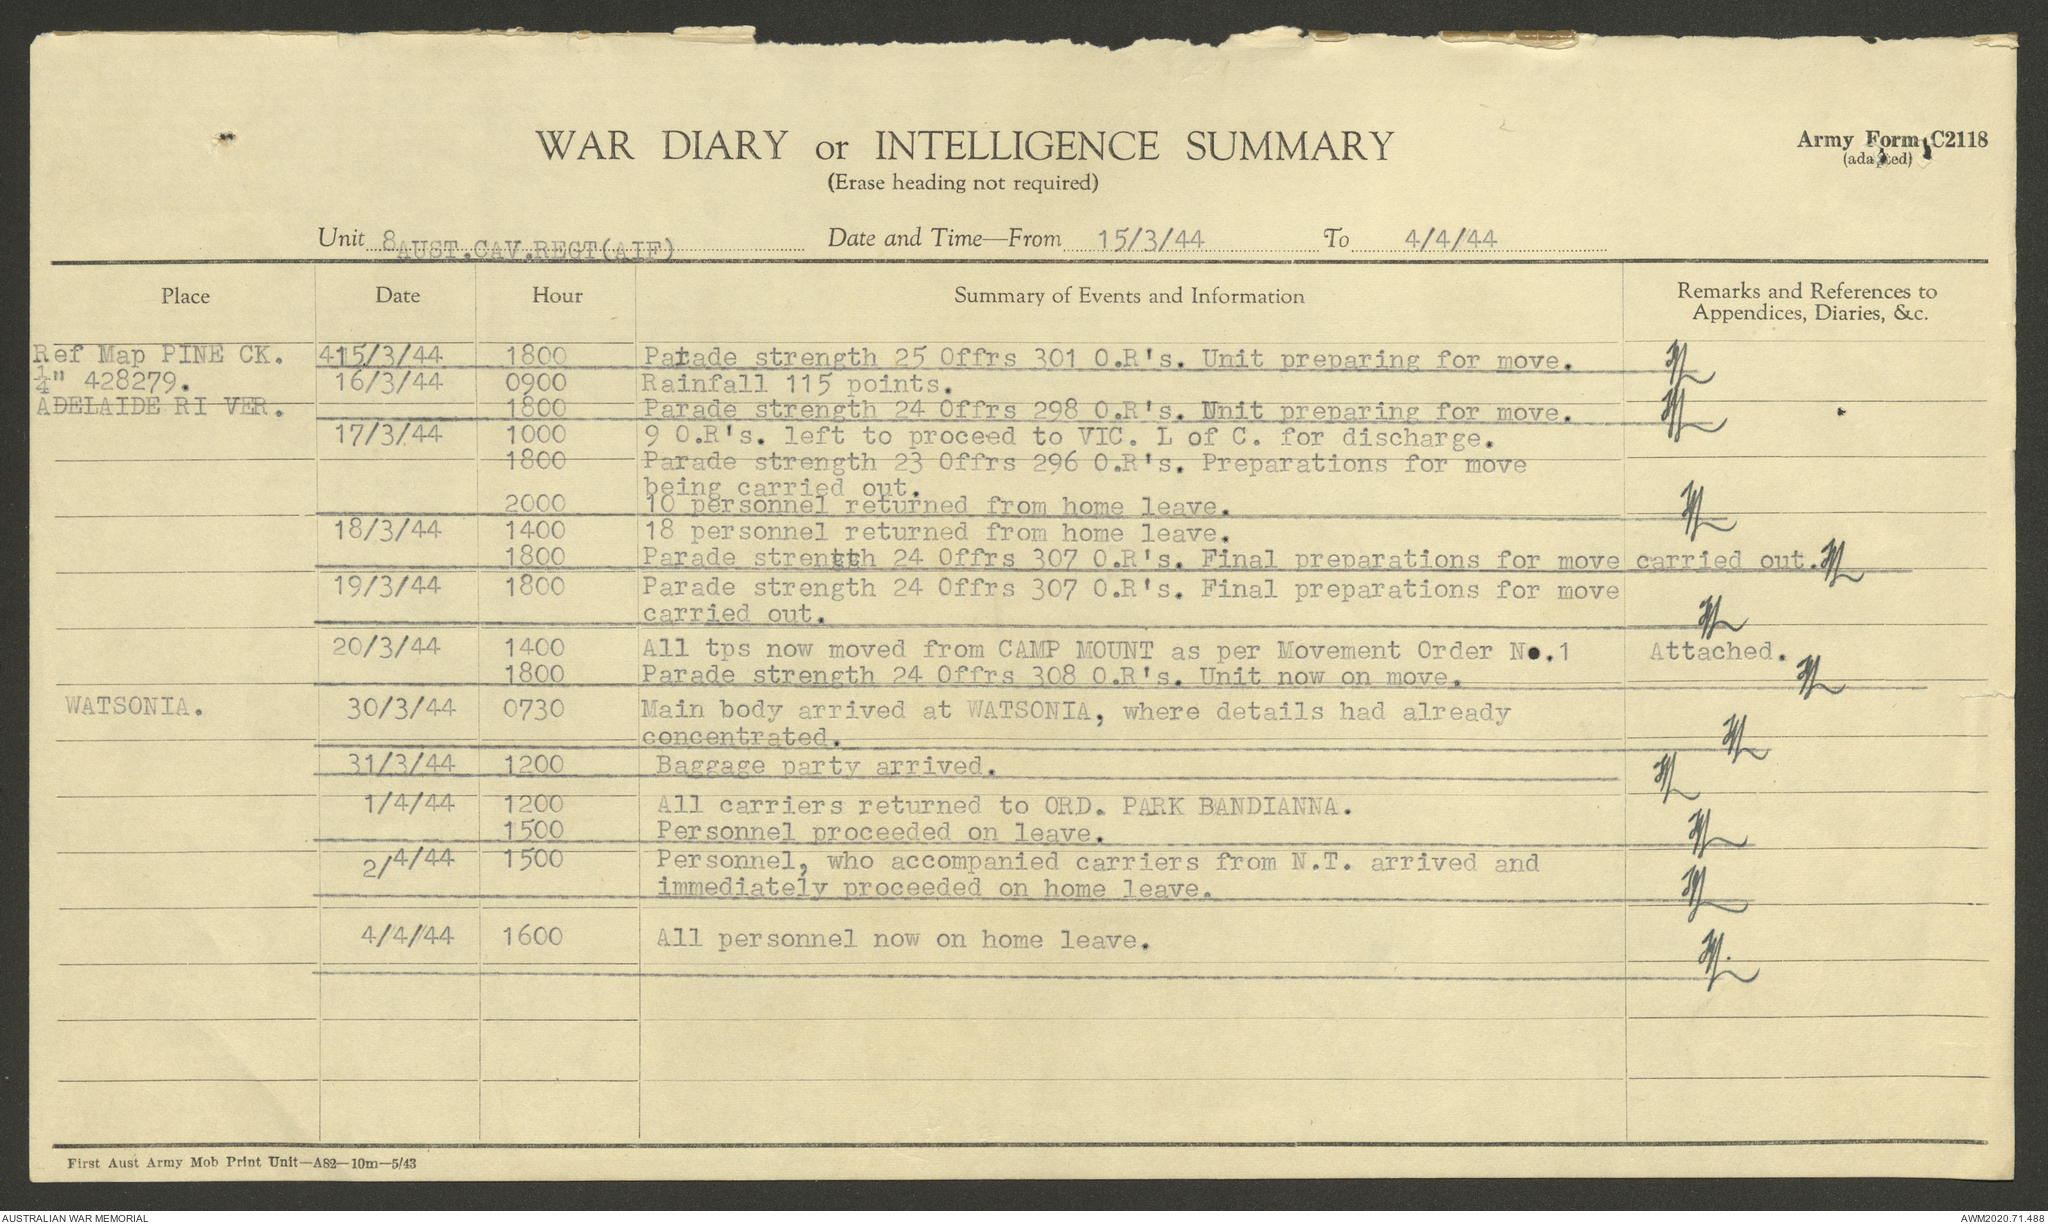 WAR DIARY or INTELLIGENCE SUMMARY
(Erase heading not required)
Army Form C2118
(adapted)
Unit 8AUST.CAV.REGT(AIF) Date and Time—From 15/3/44 To 4/4/44
Place Date Hour Summary of Events and Information Remarks and References to
Appendices, Diaries, &c.
Ref Map PINE CK. 415/3/44 1800 Parade strength 25 Offrs 301 O.R's. Unit preparing for move.
¼" 428279. 16/3/44 0900 Rainfall 115 points.
ADELAIDE RI VER. 1800 Parade strength 24 Offrs 298 O.R's. Unit preparing for move.
17/3/44 1000 9 O.R's. left to proceed to VIC. L of C. for discharge.
1800 Parade strength 23 Offrs 296 O.R's. Preparations for move
being carried out.
2000 10 personnel returned from home leave.
18/3/44 1400 18 personnel returned from home leave.
1800 Parade strentth 24 Offrs 307 O.R's. Final preparations for move carried out.
19/3/44 1800 Parade strength 24 Offrs 307 O.R's. Final preparations for move
carried out.
20/3/44 1400 All tps now moved from CAMP MOUNT as per Movement Order No.1 Attached.
1800 Parade strength 24 Offrs 308 O.R's. Unit now on move.
WATSONIA. 30/3/44 0730 Main body arrived at WATSONIA, where details had already
concentrated.
31/3/44 1200 Baggage party arrived.
1/4/44 1200 All carriers returned to ORD. PARK BANDIANNA.
1500 Personnel proceeded on leave.
2/4/44 1500 Personnel, who accompanied carriers from N.T. arrived and
immediately proceeded on home leave.
4/4/44 1600 All personnel now on home leave.
First Aust Army Mob Print Unit—A82—10m—5/43
AUSTRALIAN WAR MEMORIAL AWM2020.71.488